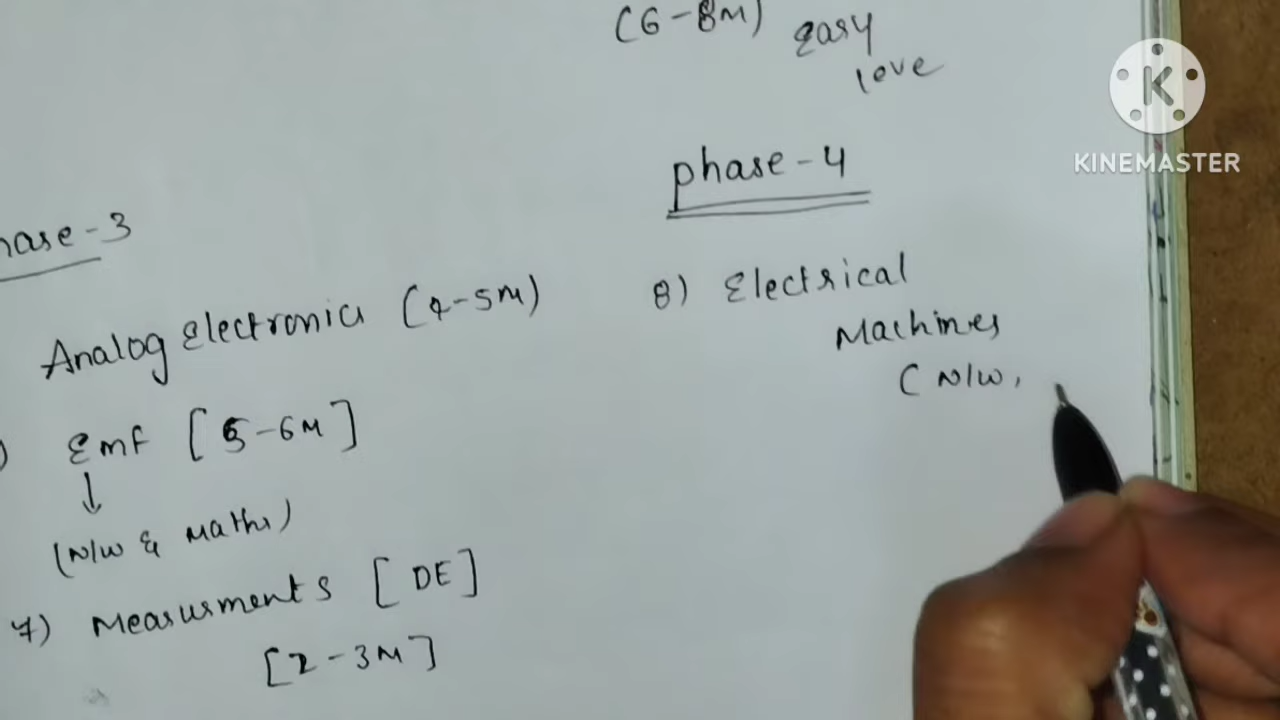 (6-8M) easy
love
phase-4
hase-3
8) Electrical
Machines
(N/W,
Analog Electronics (4-5M)
) Emf [5-6M]
(N/W & Maths)
7) Measurments [DE]
[2-3M]
KINEMASTER